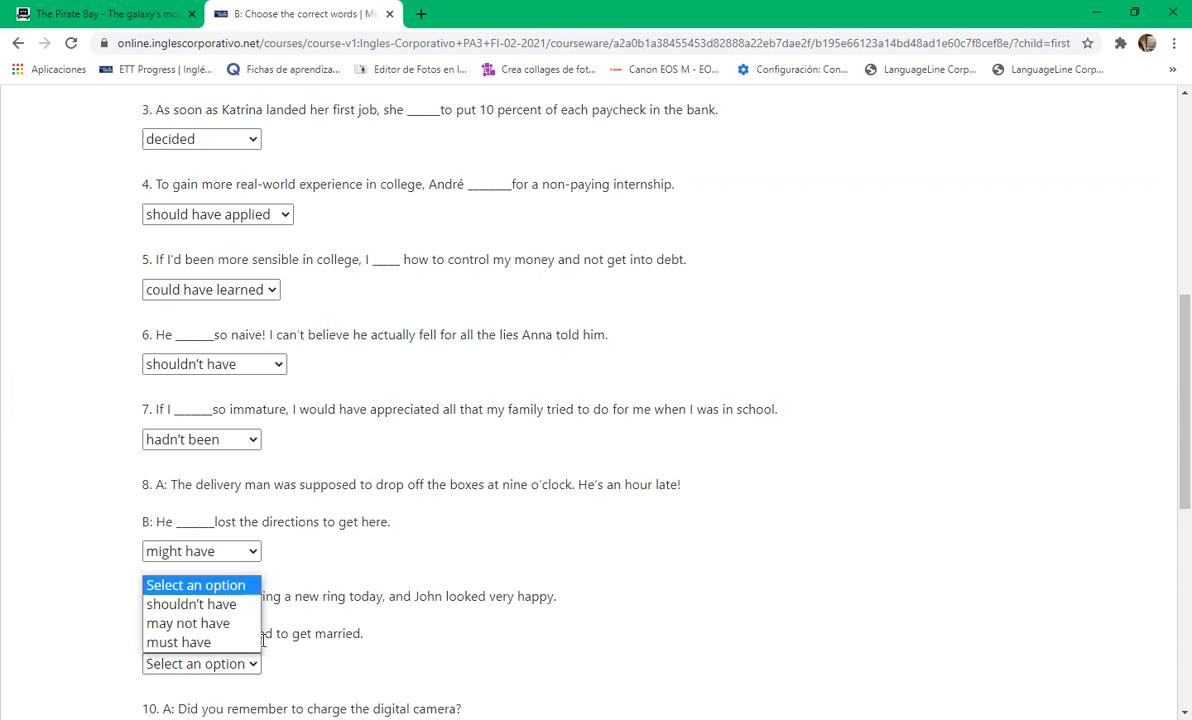 The Pirate Bay - The galaxy's mo
B: Choose the correct words | Mi
online.inglescorporativo.net/courses/course-v1:Ingles-Corporativo+PA3+FI-02-2021/courseware/a2a0b1a38455453d82888a22eb7dae2f/b195e66123a14bd48ad1e60c7f8cef8e/?child=first
Aplicaciones ETT Progress | Inglé... Fichas de aprendiza... Editor de Fotos en l... Crea collages de fot... Canon EOS M - EO... Configuración: Con... LanguageLine Corp... LanguageLine Corp... »
3. As soon as Katrina landed her first job, she ______to put 10 percent of each paycheck in the bank.
decided
4. To gain more real-world experience in college, André ________for a non-paying internship.
should have applied
5. If I'd been more sensible in college, I _____ how to control my money and not get into debt.
could have learned
6. He _______so naive! I can't believe he actually fell for all the lies Anna told him.
shouldn't have
7. If I _______so immature, I would have appreciated all that my family tried to do for me when I was in school.
hadn't been
8. A: The delivery man was supposed to drop off the boxes at nine o'clock. He's an hour late!
B: He _______lost the directions to get here.
might have
Select an option
shouldn't have ing a new ring today, and John looked very happy.
may not have
must have ed to get married.
Select an option
10. A: Did you remember to charge the digital camera?